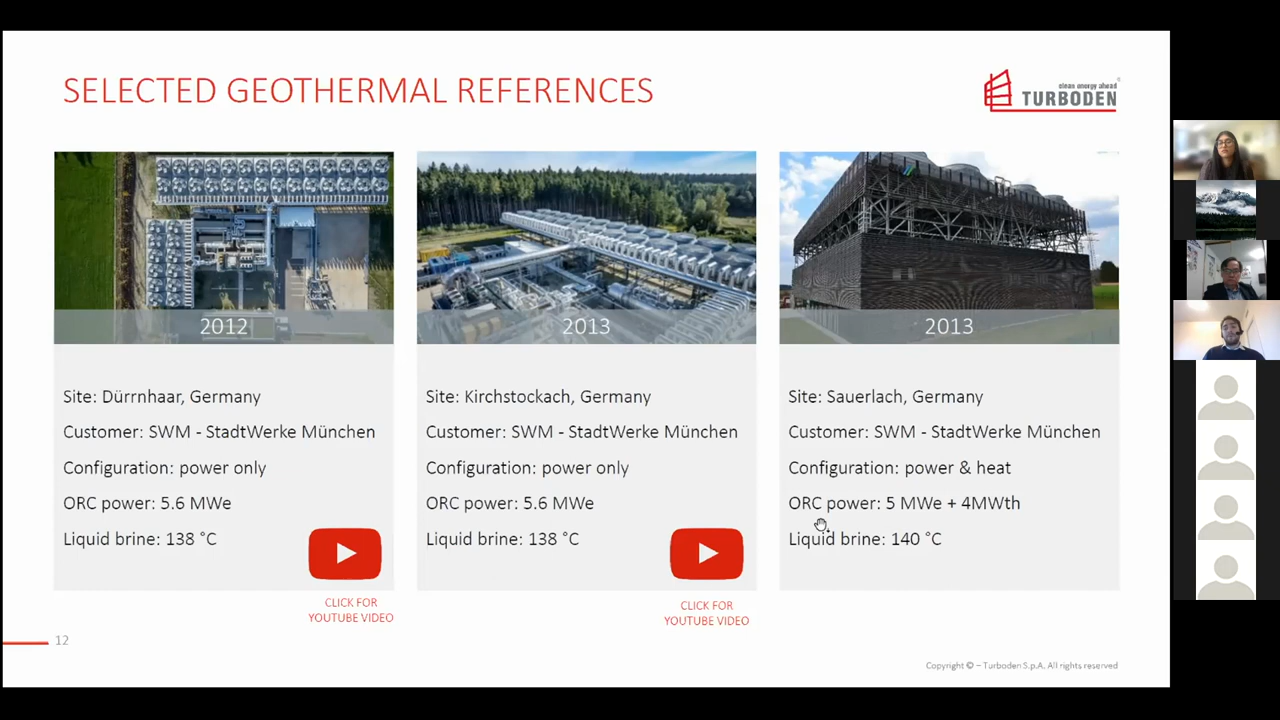 SELECTED GEOTHERMAL REFERENCES
clean energy ahead
TURBODEN
2012
Site: Dürrnhaar, Germany
Customer: SWM - StadtWerke München
Configuration: power only
ORC power: 5.6 MWe
Liquid brine: 138 °C
CLICK FOR
YOUTUBE VIDEO
2013
Site: Kirchstockach, Germany
Customer: SWM - StadtWerke München
Configuration: power only
ORC power: 5.6 MWe
Liquid brine: 138 °C
CLICK FOR
YOUTUBE VIDEO
2013
Site: Sauerlach, Germany
Customer: SWM - StadtWerke München
Configuration: power & heat
ORC power: 5 MWe + 4MWth
Liquid brine: 140 °C
12
Copyright © – Turboden S.p.A. All rights reserved